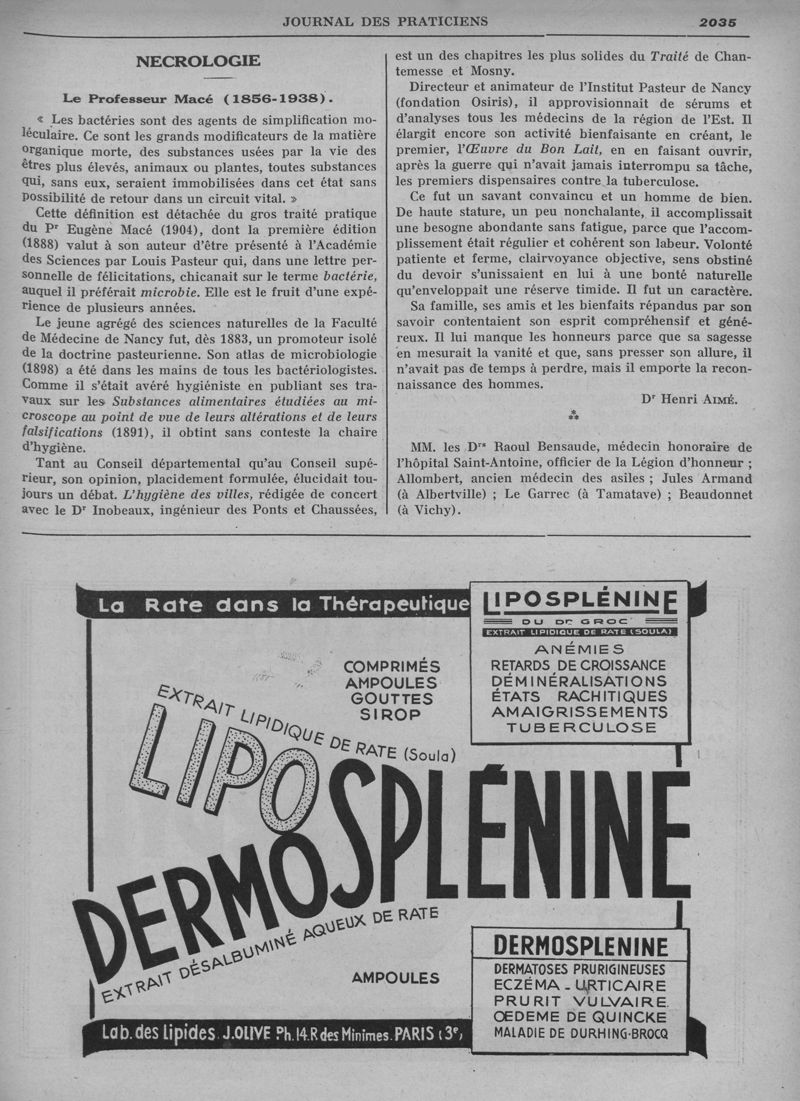 JOURNAL DES PRATICIENS
2035
NECROLOGIE
Le Professeur Macé (1856-1938).
« Les bactéries sont des agents de simplification mo-
léculaire. Ce sont les grands modificateurs de la matière
organique morte, des substances usées par la vie des
êtres plus élevés, animaux ou plantes, toutes substances
qui, sans eux, seraient immobilisées dans cet état sans
possibilité de retour dans un circuit vital. »
Cette définition est détachée du gros traité pratique
du Pr Eugène Macé (1904), dont la première édition
(1888) valut à son auteur d'être présenté à l'Académie
des Sciences par Louis Pasteur qui, dans une lettre per-
sonnelle de félicitations, chicanait sur le terme bactérie,
auquel il préférait microbie. Elle est le fruit d'une expé-
rience de plusieurs années.
Le jeune agrégé des sciences naturelles de la Faculté
de Médecine de Nancy fut, dès 1883, un promoteur isolé
de la doctrine pasteurienne. Son atlas de microbiologie
(1898) a été dans les mains de tous les bactériologistes.
Comme il s'était avéré hygiéniste en publiant ses tra-
vaux sur les Substances alimentaires étudiées au mi-
croscope au point de vue de leurs altérations et de leurs
falsifications (1891), il obtint sans conteste la chaire
d'hygiène.
Tant au Conseil départemental qu'au Conseil supé-
rieur, son opinion, placidement formulée, élucidait tou-
jours un débat. L'hygiène des villes, rédigée de concert
avec le Dr Inobeaux, ingénieur des Ponts et Chaussées,
est un des chapitres les plus solides du Traité de Chan-
temesse et Mosny.
Directeur et animateur de l'Institut Pasteur de Nancy
(fondation Osiris), il approvisionnait de sérums et
d'analyses tous les médecins de la région de l'Est. Il
élargit encore son activité bienfaisante en créant, le
premier, l'Œuvre du Bon Lait, en en faisant ouvrir,
après la guerre qui n'avait jamais interrompu sa tâche,
les premiers dispensaires contre la tuberculose.
Ce fut un savant convaincu et un homme de bien.
De haute stature, un peu nonchalante, il accomplissait
une besogne abondante sans fatigue, parce que l'accom-
plissement était régulier et cohérent son labeur. Volonté
patiente et ferme, clairvoyance objective, sens obstiné
du devoir s'unissaient en lui à une bonté naturelle
qu'enveloppait une réserve timide. Il fut un caractère.
Sa famille, ses amis et les bienfaits répandus par son
savoir contentaient son esprit compréhensif et géné-
reux. Il lui manque les honneurs parce que sa sagesse
en mesurait la vanité et que, sans presser son allure, il
n'avait pas de temps à perdre, mais il emporte la recon-
naissance des hommes.
Dr Henri AIMÉ.
***
MM. les Drs Raoul Bensaude, médecin honoraire de
l'hôpital Saint-Antoine, officier de la Légion d'honneur ;
Allombert, ancien médecin des asiles ; Jules Armand
(à Albertville) ; Le Garrec (à Tamatave) ; Beaudonnet
(à Vichy).
La Rate dans la Thérapeutique
LIPOSPLÉNINE
DU Dr GROC
EXTRAIT LIPIDIQUE DE RATE (SOULA)
ANÉMIES
RETARDS DE CROISSANCE
DÉMINÉRALISATIONS
ÉTATS RACHITIQUES
AMAIGRISSEMENTS
TUBERCULOSE
COMPRIMÉS
AMPOULES
GOUTTES
SIROP
EXTRAIT LIPIDIQUE DE RATE (Soula)
LIPO
DERMOSPLÉNINE
EXTRAIT DÉSALBUMINÉ AQUEUX DE RATE
AMPOULES
DERMOSPLENINE
DERMATOSES PRURIGINEUSES
ECZÉMA - URTICAIRE
PRURIT VULVAIRE.
ŒDEME DE QUINCKE
MALADIE DE DURHING-BROCQ
Lab. des Lipides. J.OLIVE Ph.14.R des Minimes. PARIS (3e)